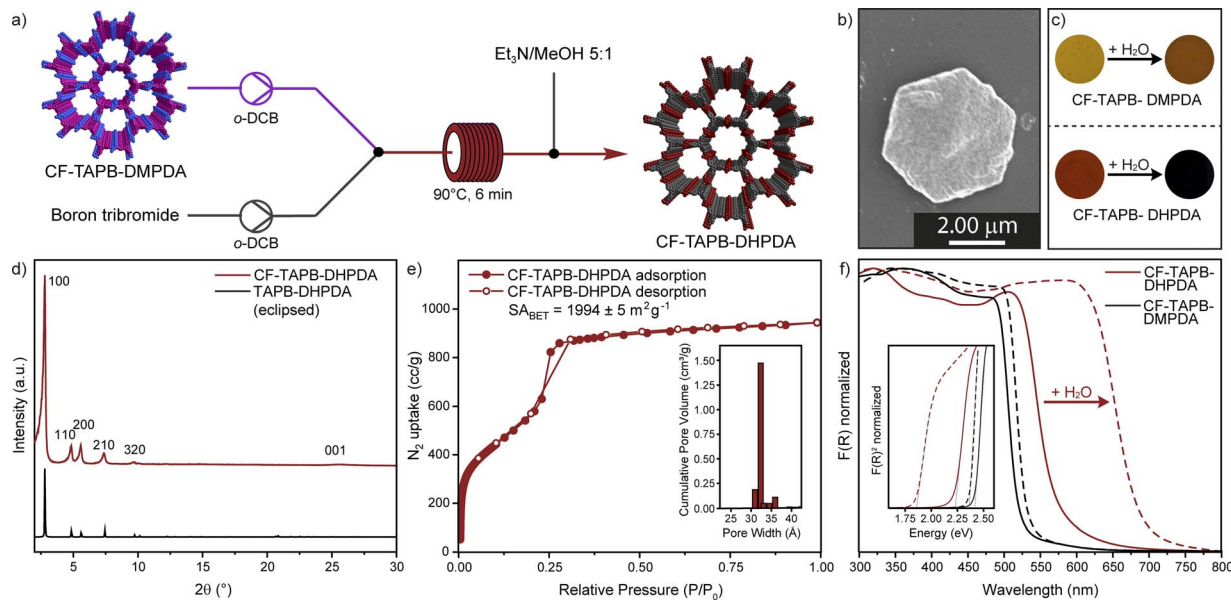 a)
Et₃N/MeOH 5:1
o-DCB
CF-TAPB-DMPDA
90°C, 6 min
Boron tribromide
o-DCB
CF-TAPB-DHPDA
b)
2.00 μm
c)
+ H₂O
CF-TAPB- DMPDA
+ H₂O
CF-TAPB- DHPDA
d)
CF-TAPB-DHPDA
TAPB-DHPDA
(eclipsed)
100
110
200
210
320
001
Intensity (a.u.)
5
10
15
20
25
30
2θ (°)
e)
CF-TAPB-DHPDA adsorption
CF-TAPB-DHPDA desorption
SA_BET = 1994 ± 5 m²g⁻¹
N₂ uptake (cc/g)
1000
800
600
400
200
0
0.00
0.25
0.50
0.75
1.00
Relative Pressure (P/P₀)
Cumulative Pore Volume (cm³/g)
1.50
1.25
1.00
0.75
0.50
0.25
0.00
25
30
35
40
Pore Width (Å)
f)
CF-TAPB-
DHPDA
CF-TAPB-
DMPDA
+ H₂O
F(R) normalized
F(R)² normalized
1.75
2.00
2.25
2.50
Energy (eV)
300
350
400
450
500
550
600
650
700
750
800
Wavelength (nm)